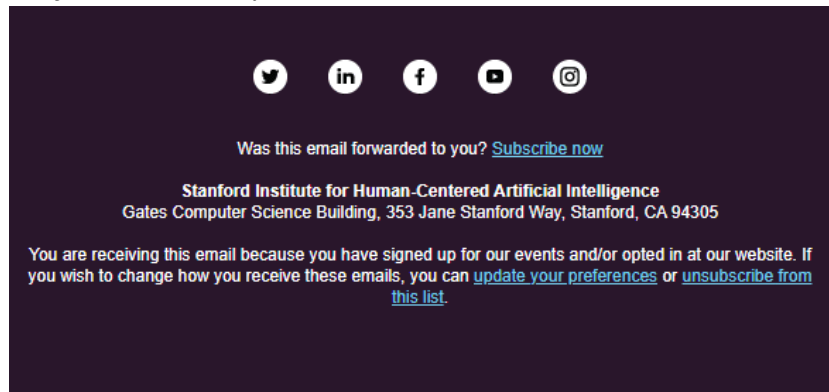 Was this email forwarded to you? Subscribe now
Stanford Institute for Human-Centered Artificial Intelligence
Gates Computer Science Building, 353 Jane Stanford Way, Stanford, CA 94305
You are receiving this email because you have signed up for our events and/or opted in at our website. If
you wish to change how you receive these emails, you can update your preferences or unsubscribe from
this list.